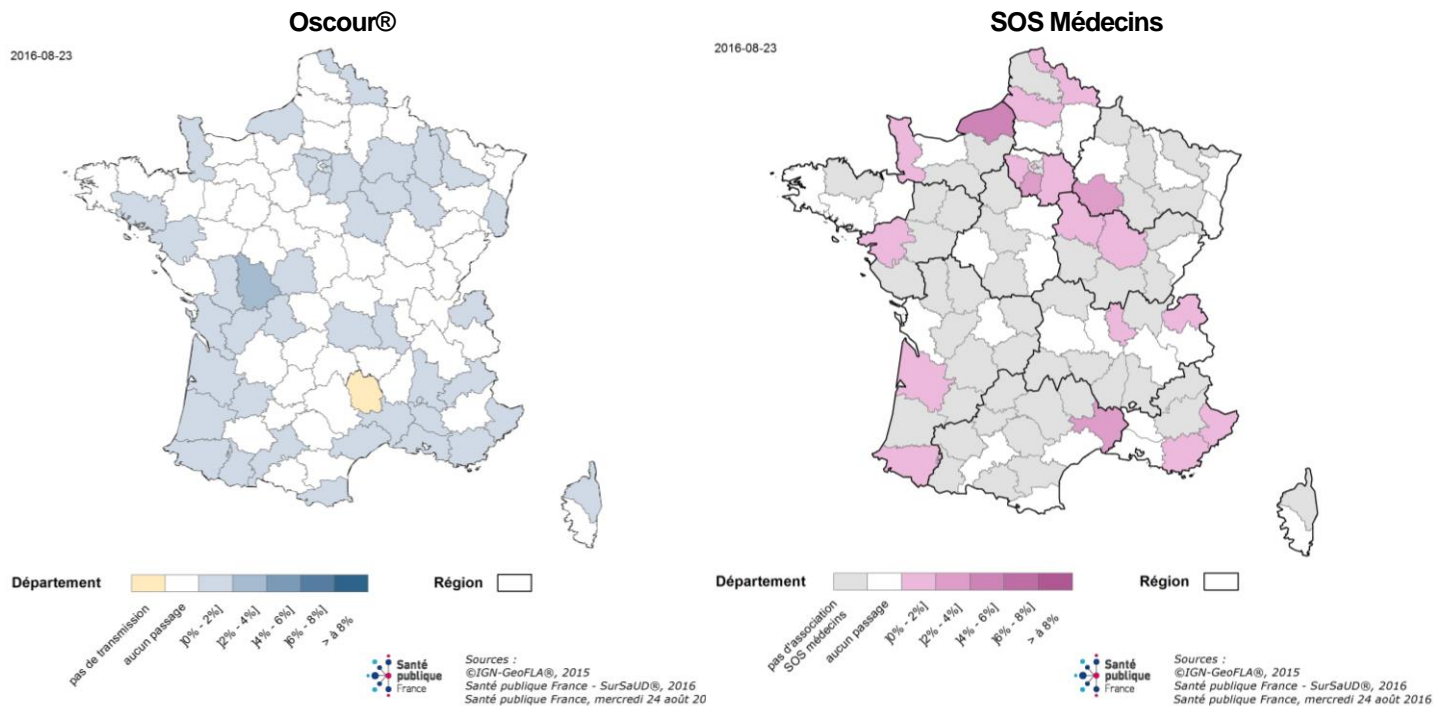 Oscour®
2016-08-23
Département
pas de transmission
aucun passage
]0% - 2%]
]2% - 4%]
]4% - 6%]
]6% - 8%]
> à 8%
Région
Santé
publique
France
Sources :
©IGN-GeoFLA®, 2015
Santé publique France - SurSaUD®, 2016
Santé publique France, mercredi 24 août 20
SOS Médecins
2016-08-23
Département
pas d'association
SOS médecins
aucun passage
]0% - 2%]
]2% - 4%]
]4% - 6%]
]6% - 8%]
> à 8%
Région
Santé
publique
France
Sources :
©IGN-GeoFLA®, 2015
Santé publique France - SurSaUD®, 2016
Santé publique France, mercredi 24 août 2016